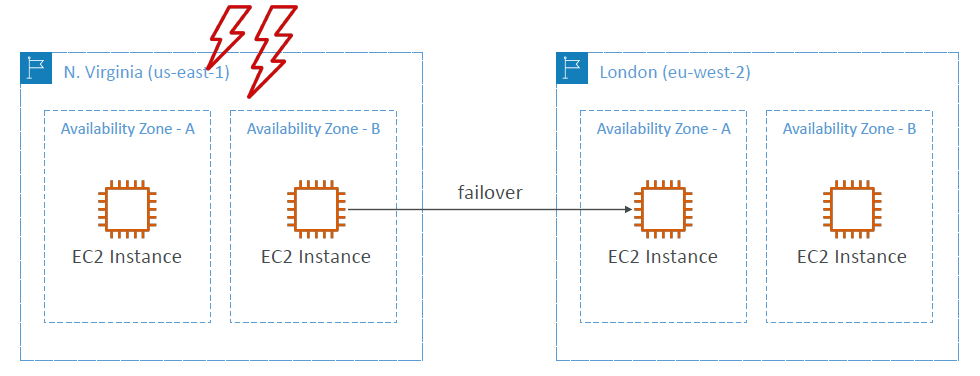 N. Virginia (us-east-1)
Availability Zone - A
EC2 Instance
Availability Zone - B
EC2 Instance
failover
London (eu-west-2)
Availability Zone - A
EC2 Instance
Availability Zone - B
EC2 Instance